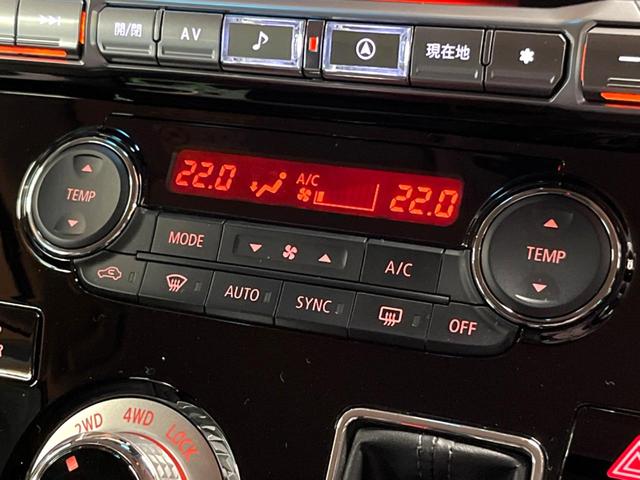 開/閉 AV 現在地
22.0 A/C 22.0
TEMP TEMP
MODE A/C
AUTO SYNC OFF
2WD 4WD LOCK
R